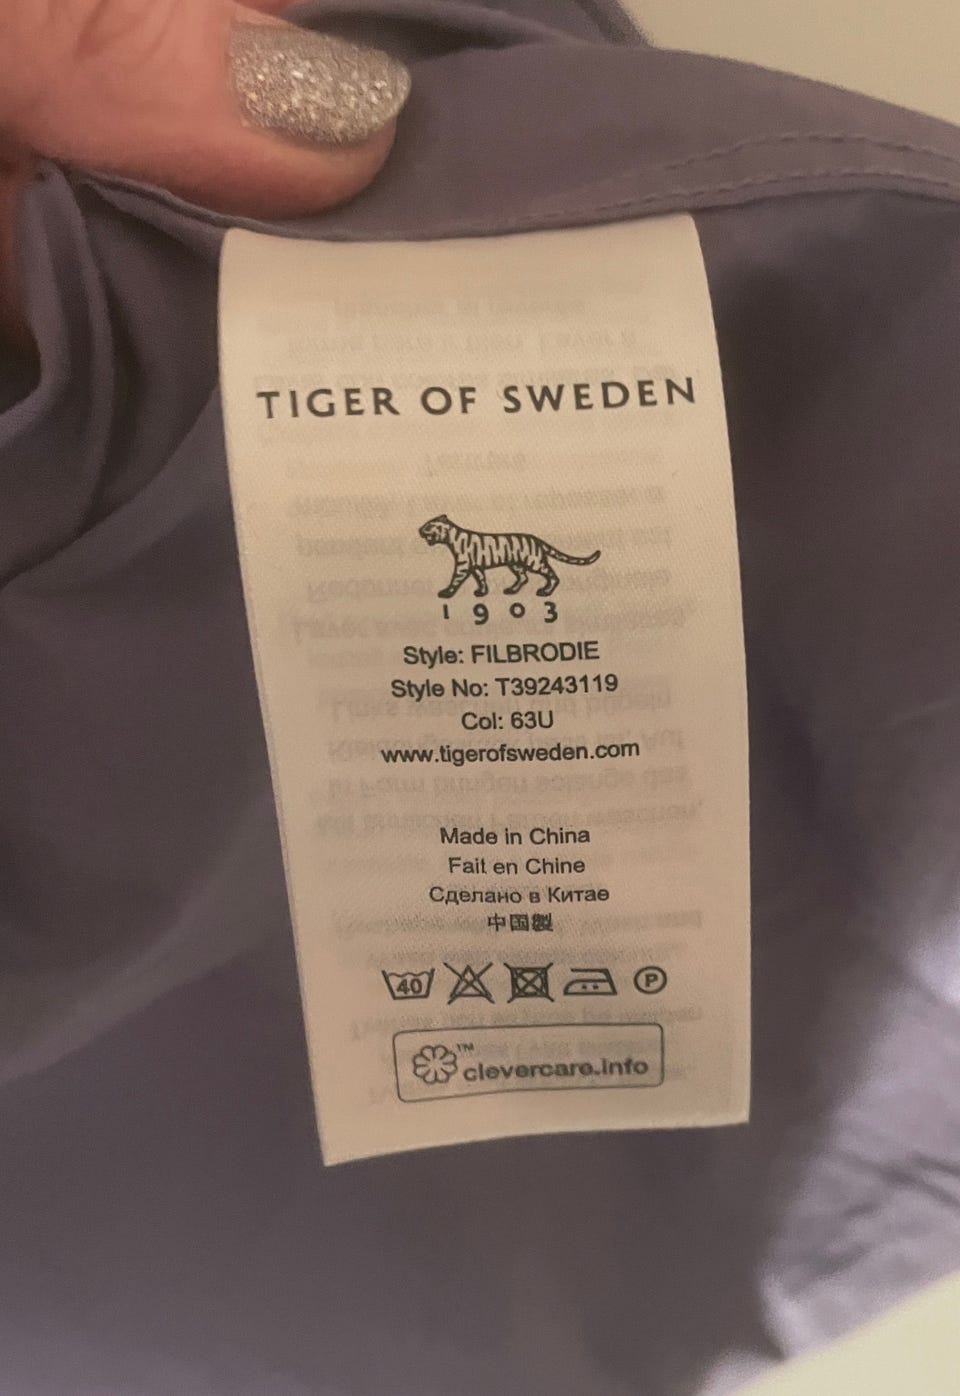 TIGER OF SWEDEN
1903
Style: FILBRODIE
Style No: T39243119
Col: 63U
www.tigerofsweden.com
Made in China
Fait en Chine
Сделано в Китае
中国製
40
P
™ clevercare.info